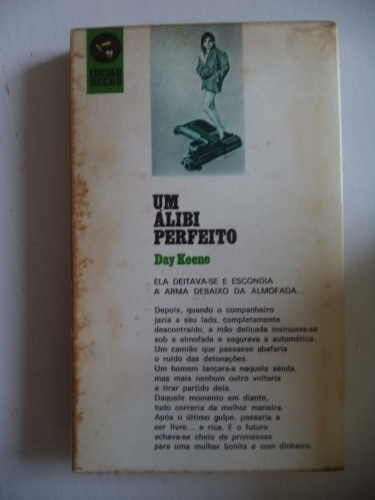 UM
ÁLIBI
PERFEITO
Day Keene
ELA DEITAVA-SE E ESCONDIA
A ARMA DEBAIXO DA ALMOFADA...
Depois, quando o companheiro
jazia a seu lado, completamente
descontraído, a mão delicada insinuava-se
sob a almofada e segurava a automática.
Um camião que passasse abafaria
o ruído das detonações.
Um homem lançara-a naquela senda,
mas mais nenhum outro voltaria
a tirar partido dela.
Daquele momento em diante,
tudo correria da melhor maneira.
Após o último golpe, passaria a
ser livre... e rica. E o futuro
achava-se cheio de promessas
para uma mulher bonita e com dinheiro.